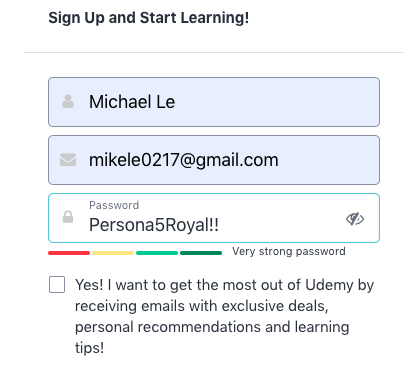 Sign Up and Start Learning!
Michael Le
mikele0217@gmail.com
Password
Persona5Royal!!
Very strong password
Yes! I want to get the most out of Udemy by
receiving emails with exclusive deals,
personal recommendations and learning
tips!